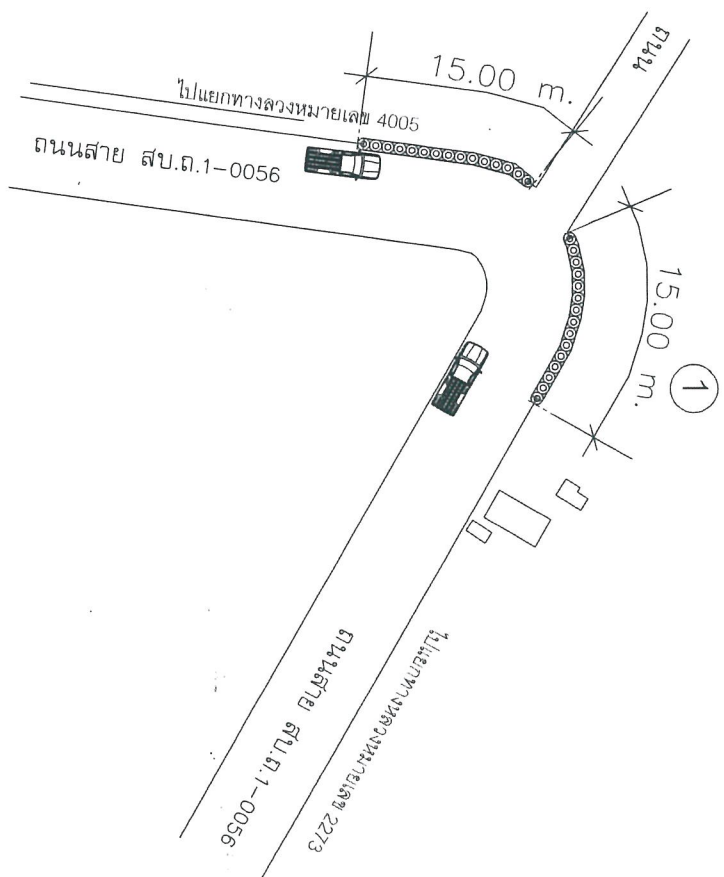 ถนน
15.00 m.
ไปแยกทางลวงหมายเลข 4005
ถนนสาย สบ.ถ.1-0056
15.00 m.
1
ไปแยกทางหลวงหมายเลข 2273
ถนนสาย สบ.ถ.1-0056